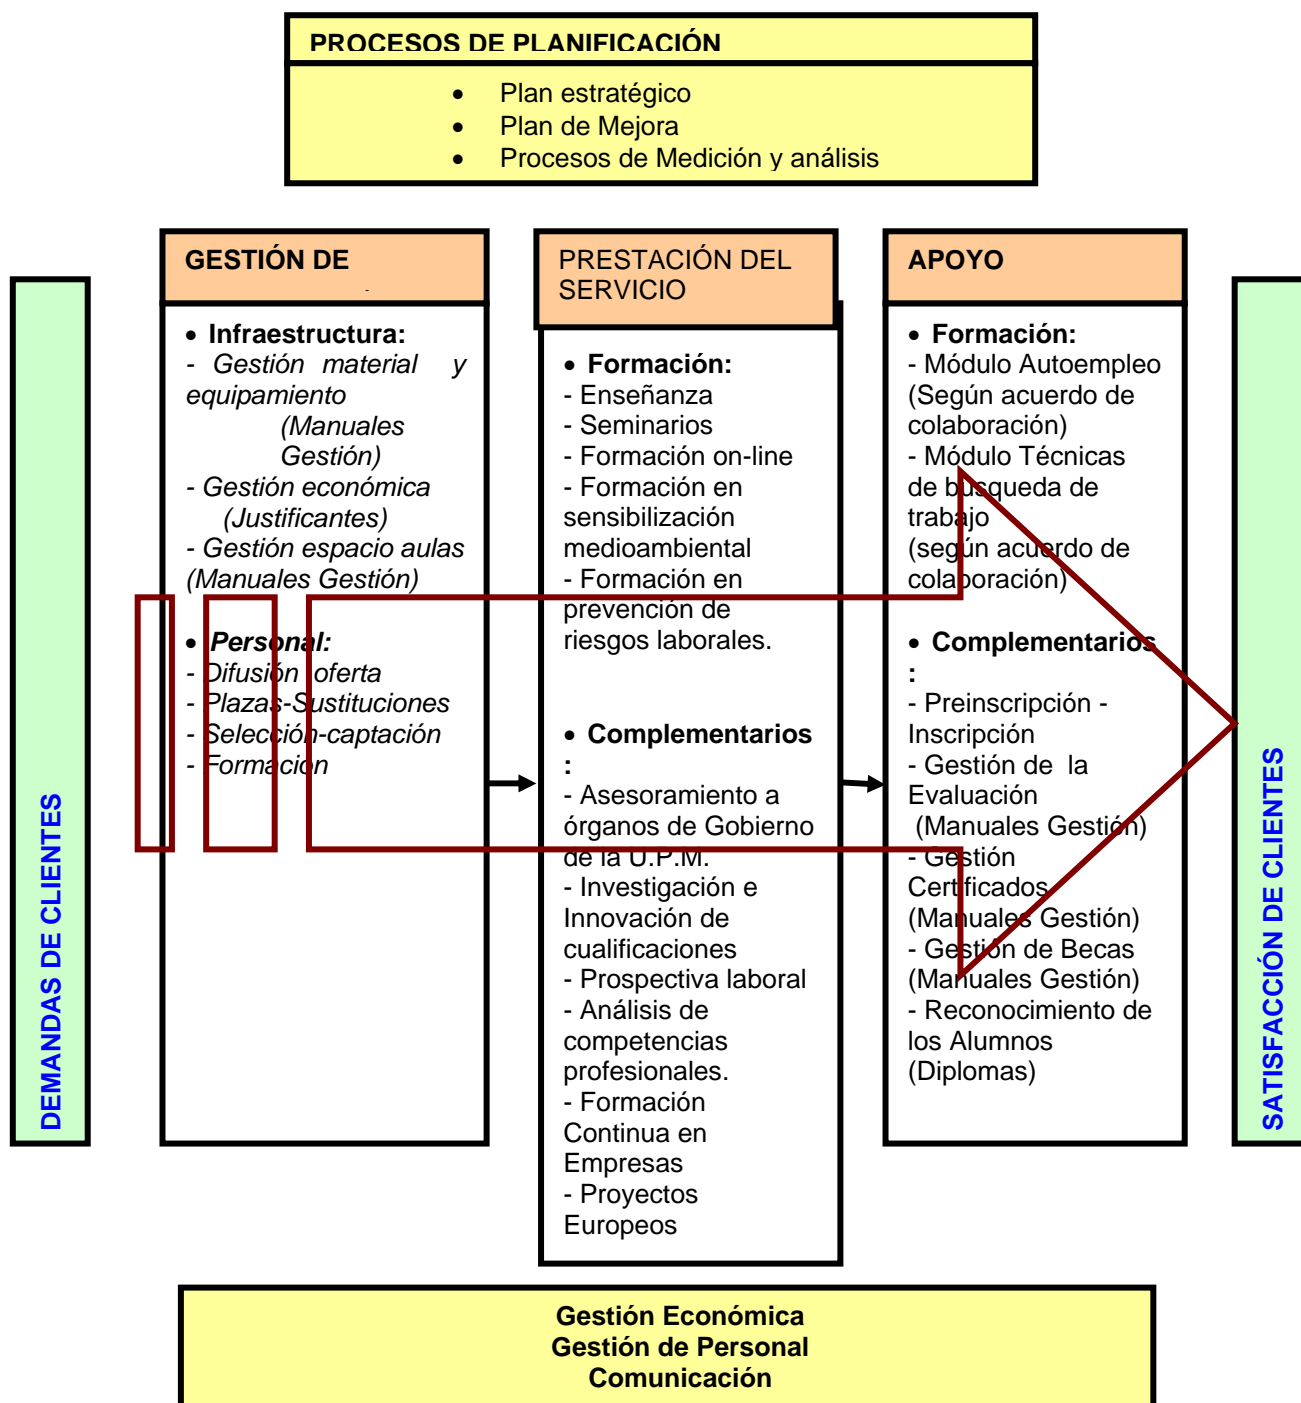 PROCESOS DE PLANIFICACIÓN
• Plan estratégico
• Plan de Mejora
• Procesos de Medición y análisis
DEMANDAS DE CLIENTES
GESTIÓN DE
• Infraestructura:
- Gestión material y
equipamiento
(Manuales
Gestión)
- Gestión económica
(Justificantes)
- Gestión espacio aulas
(Manuales Gestión)
• Personal:
- Difusión oferta
- Plazas-Sustituciones
- Selección-captación
- Formación
PRESTACIÓN DEL
SERVICIO
• Formación:
- Enseñanza
- Seminarios
- Formación on-line
- Formación en
sensibilización
medioambiental
- Formación en
prevención de
riesgos laborales.
• Complementarios
:
- Asesoramiento a
órganos de Gobierno
de la U.P.M.
- Investigación e
Innovación de
cualificaciones
- Prospectiva laboral
- Análisis de
competencias
profesionales.
- Formación
Continua en
Empresas
- Proyectos
Europeos
APOYO
• Formación:
- Módulo Autoempleo
(Según acuerdo de
colaboración)
- Módulo Técnicas
de búsqueda de
trabajo
(según acuerdo de
colaboración)
• Complementarios
:
- Preinscripción -
Inscripción
- Gestión de la
Evaluación
(Manuales Gestión)
- Gestión
Certificados
(Manuales Gestión)
- Gestión de Becas
(Manuales Gestión)
- Reconocimiento de
los Alumnos
(Diplomas)
SATISFACCIÓN DE CLIENTES
Gestión Económica
Gestión de Personal
Comunicación